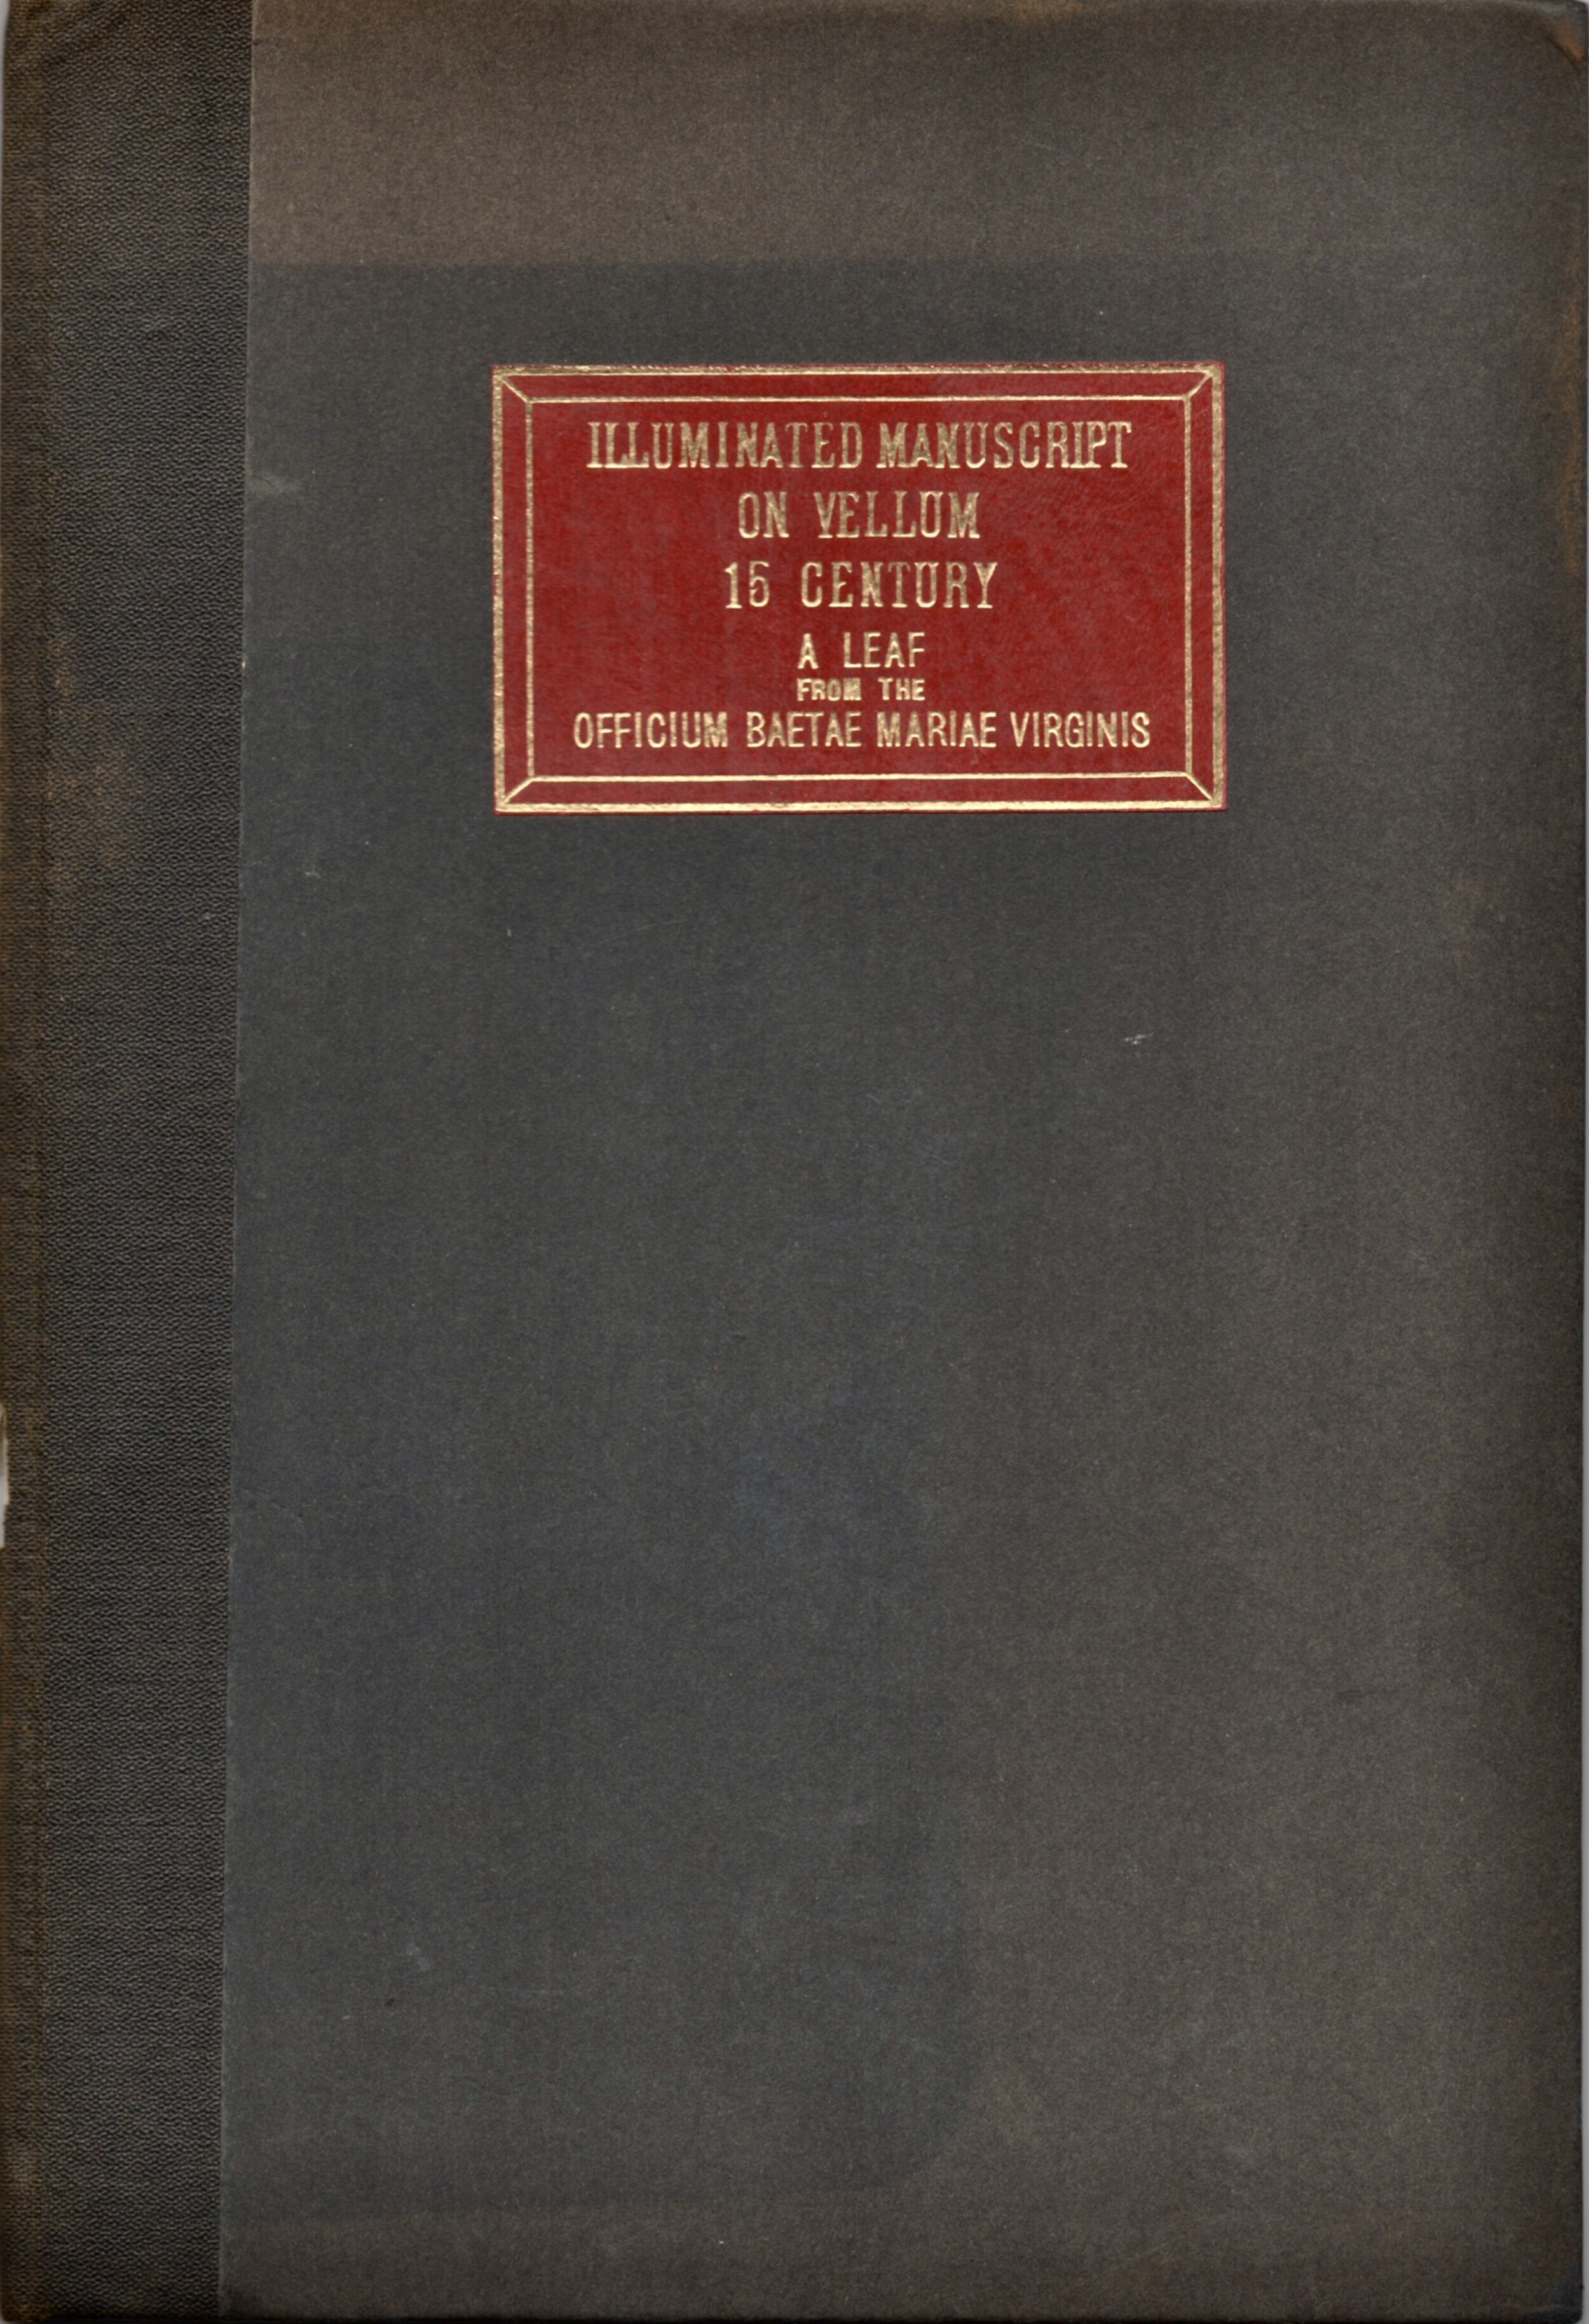 ILLUMINATED MANUSCRIPT
ON VELLUM
15 CENTURY
A LEAF
FROM THE
OFFICIUM BAETAE MARIAE VIRGINIS